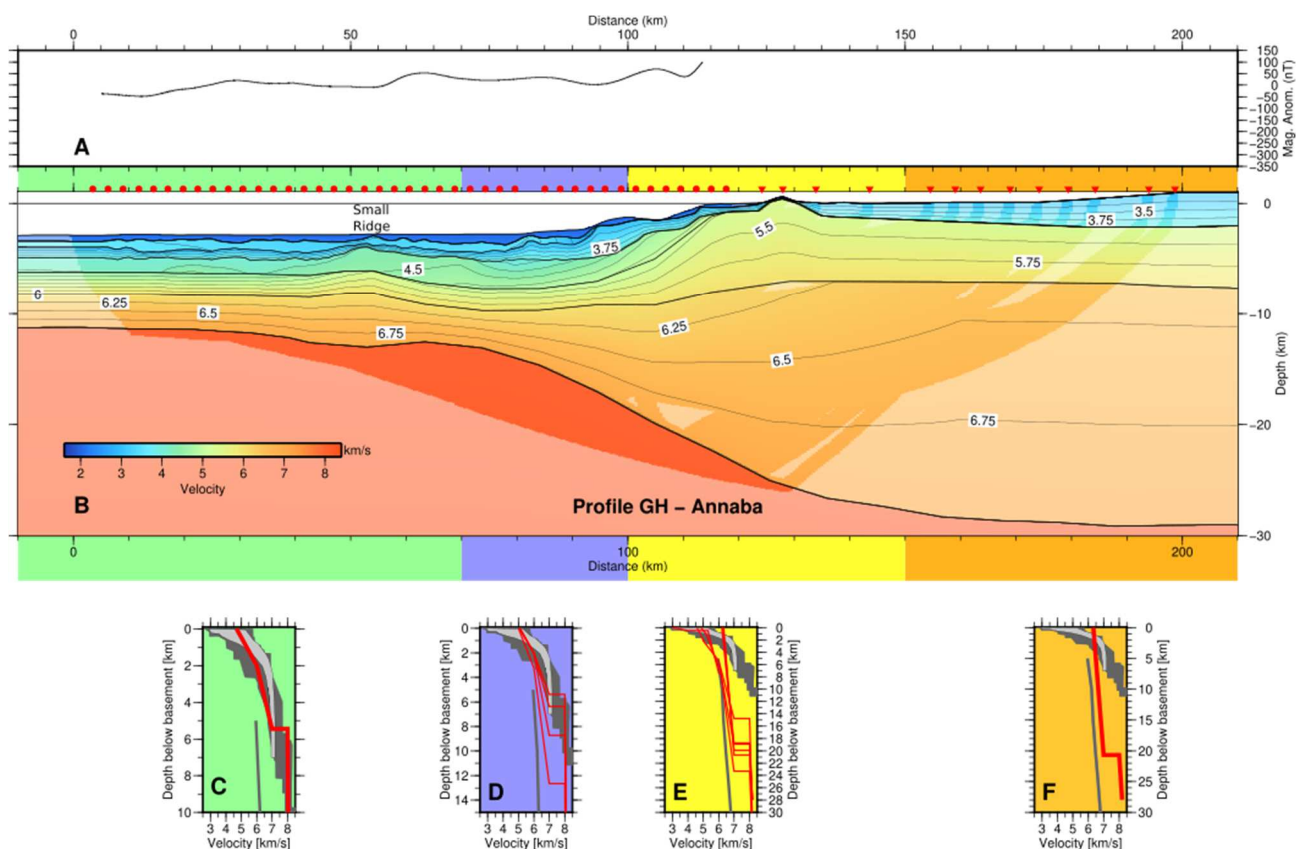 Distance (km)
0 50 100 150 200
150
100
50
0
−50
−100
−150
−200
−250
−300
−350
Mag. Anom. (nT)
A
Small
Ridge
3.75
3.75
3.5
5.5
4.5
5.75
6
6.25
6.5
6.75
6.25
6.5
6.75
0
−10
−20
−30
Depth (km)
km/s
2 3 4 5 6 7 8
Velocity
B
Profile GH − Annaba
0 100 200
Distance (km)
Depth below basement [km]
0
2
4
6
8
10
C
3 4 5 6 7 8
Velocity [km/s]
Depth below basement [km]
0
2
4
6
8
10
12
14
D
3 4 5 6 7 8
Velocity [km/s]
0
2
4
6
8
10
12
14
16
18
20
22
24
26
28
30
Depth below basement [km]
E
3 4 5 6 7 8
Velocity [km/s]
0
5
10
15
20
25
30
Depth below basement [km]
F
3 4 5 6 7 8
Velocity [km/s]